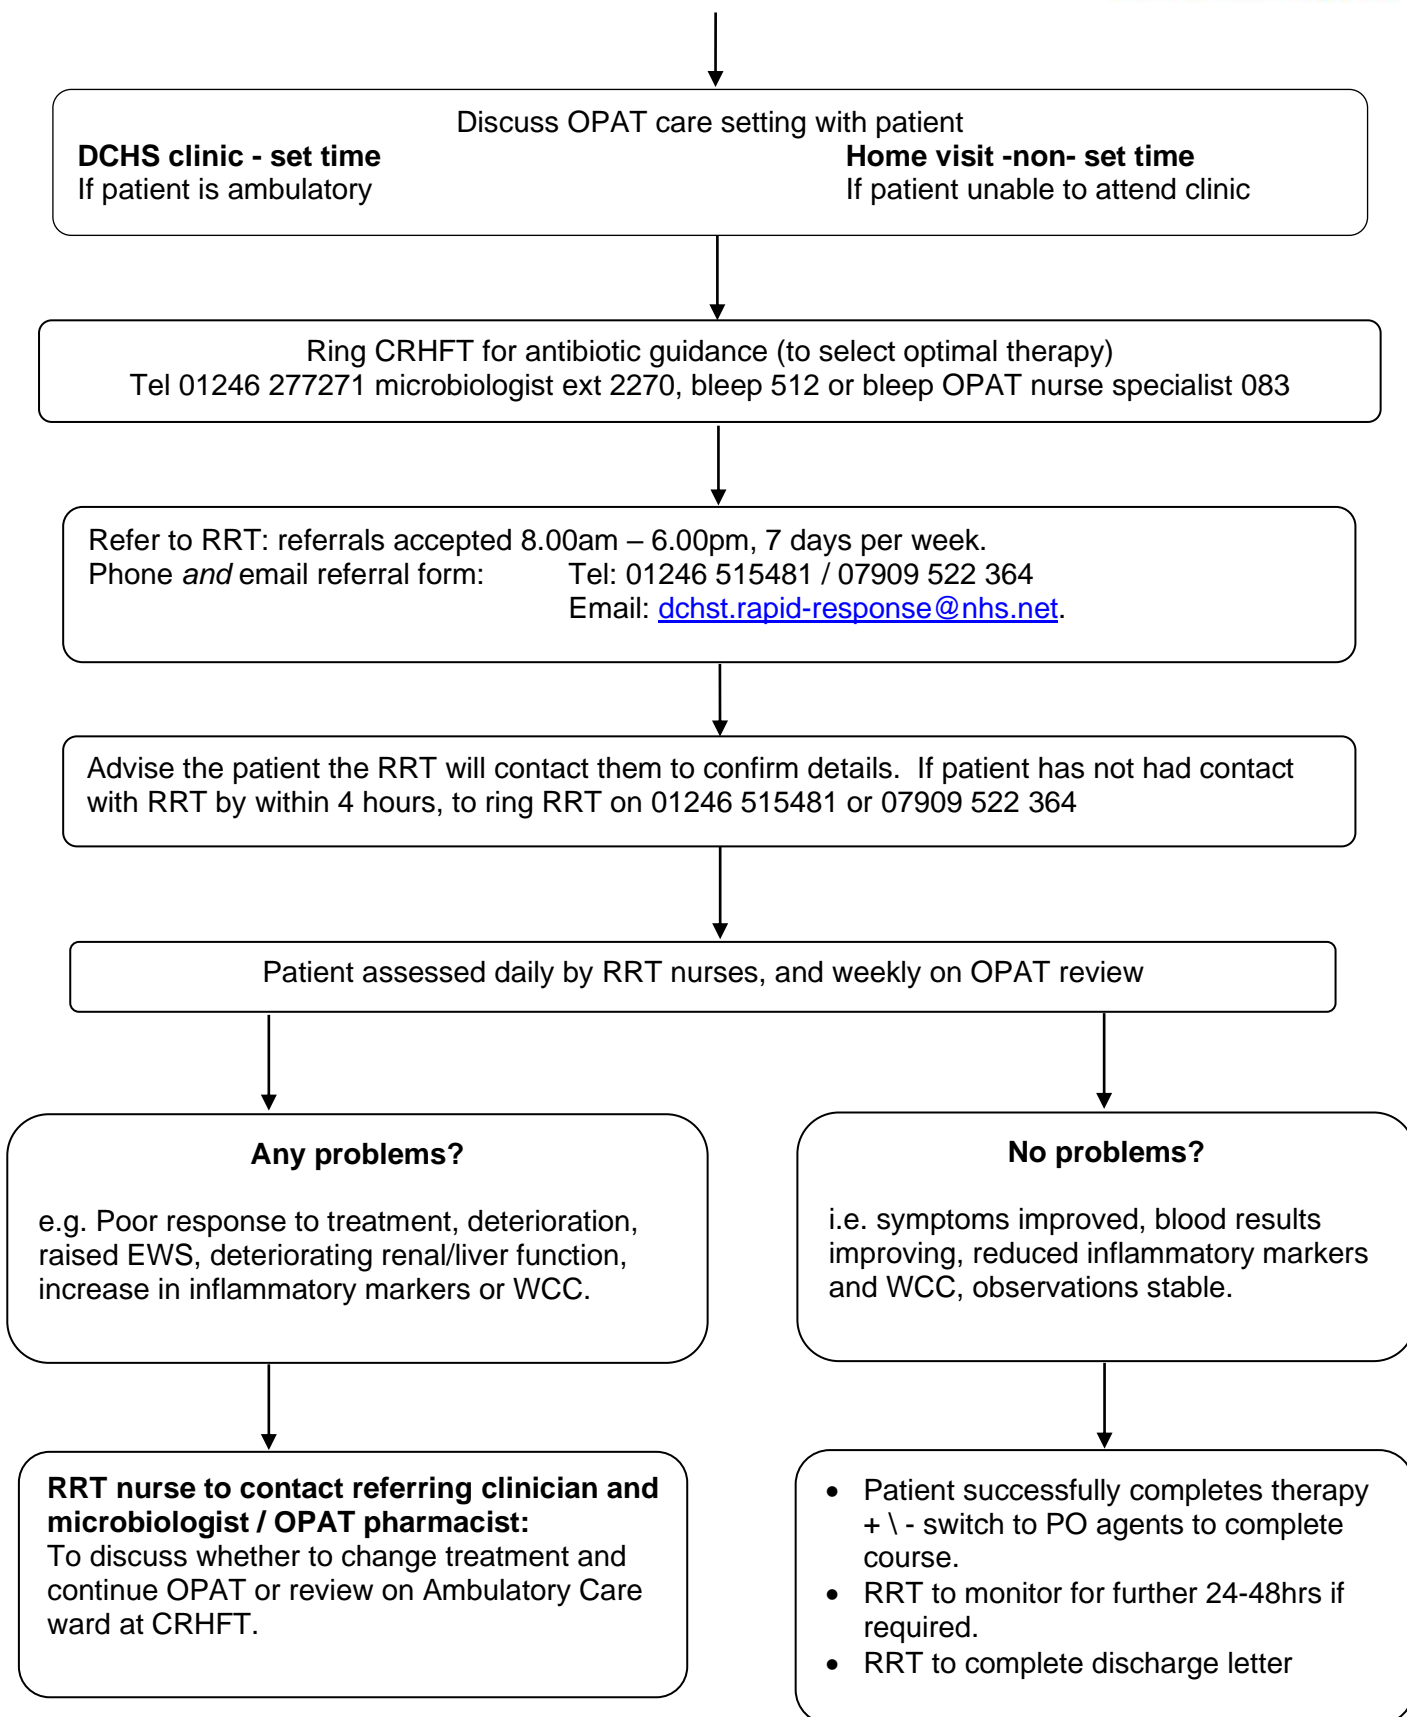 Discuss OPAT care setting with patient
DCHS clinic - set time Home visit -non- set time
If patient is ambulatory If patient unable to attend clinic
Ring CRHFT for antibiotic guidance (to select optimal therapy)
Tel 01246 277271 microbiologist ext 2270, bleep 512 or bleep OPAT nurse specialist 083
Refer to RRT: referrals accepted 8.00am – 6.00pm, 7 days per week.
Phone and email referral form: Tel: 01246 515481 / 07909 522 364
Email: dchst.rapid-response@nhs.net.
Advise the patient the RRT will contact them to confirm details. If patient has not had contact
with RRT by within 4 hours, to ring RRT on 01246 515481 or 07909 522 364
Patient assessed daily by RRT nurses, and weekly on OPAT review
Any problems?
e.g. Poor response to treatment, deterioration,
raised EWS, deteriorating renal/liver function,
increase in inflammatory markers or WCC.
No problems?
i.e. symptoms improved, blood results
improving, reduced inflammatory markers
and WCC, observations stable.
RRT nurse to contact referring clinician and
microbiologist / OPAT pharmacist:
To discuss whether to change treatment and
continue OPAT or review on Ambulatory Care
ward at CRHFT.
• Patient successfully completes therapy
+ \ - switch to PO agents to complete
course.
• RRT to monitor for further 24-48hrs if
required.
• RRT to complete discharge letter